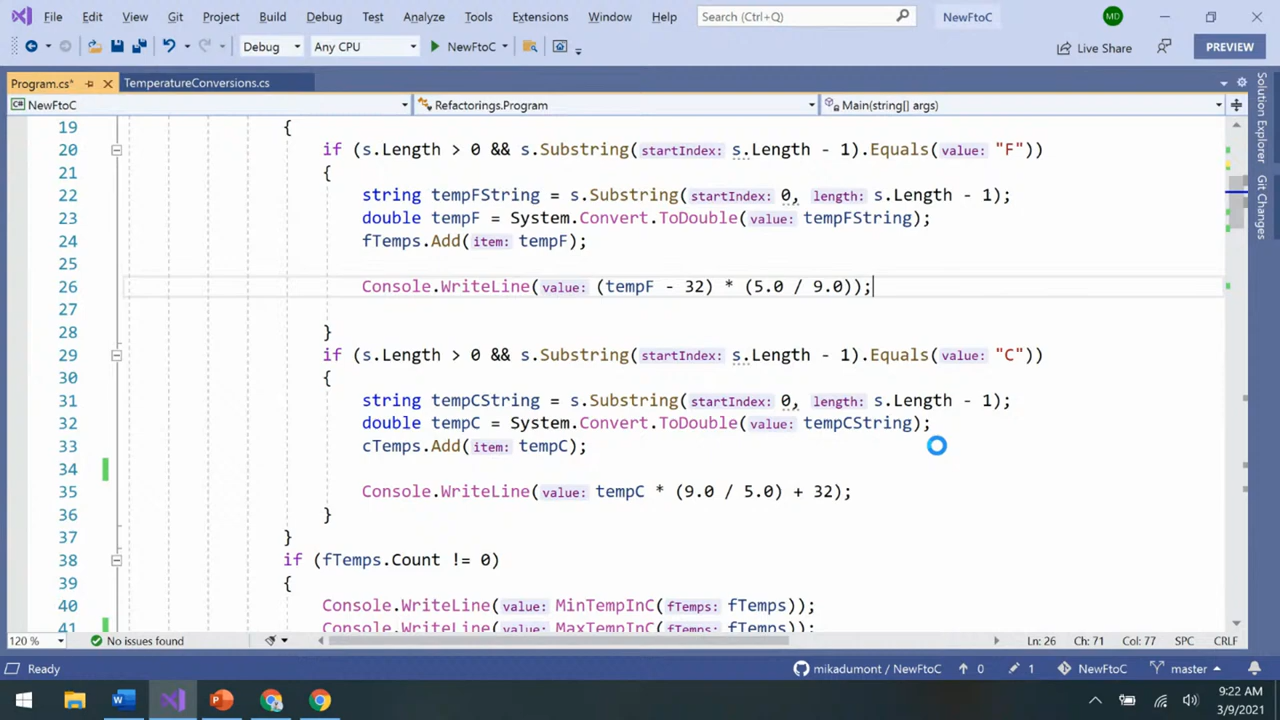 File Edit View Git Project Build Debug Test Analyze Tools Extensions Window Help Search (Ctrl+Q) NewFtoC MD
Debug Any CPU NewFtoC Live Share PREVIEW
Program.cs* TemperatureConversions.cs
C# NewFtoC Refactorings.Program Main(string[] args)
19 {
20 if (s.Length > 0 && s.Substring(startIndex: s.Length - 1).Equals(value: "F"))
21 {
22 string tempFString = s.Substring(startIndex: 0, length: s.Length - 1);
23 double tempF = System.Convert.ToDouble(value: tempFString);
24 fTemps.Add(item: tempF);
25
26 Console.WriteLine(value: (tempF - 32) * (5.0 / 9.0));
27
28 }
29 if (s.Length > 0 && s.Substring(startIndex: s.Length - 1).Equals(value: "C"))
30 {
31 string tempCString = s.Substring(startIndex: 0, length: s.Length - 1);
32 double tempC = System.Convert.ToDouble(value: tempCString);
33 cTemps.Add(item: tempC);
34
35 Console.WriteLine(value: tempC * (9.0 / 5.0) + 32);
36 }
37 }
38 if (fTemps.Count != 0)
39 {
40 Console.WriteLine(value: MinTempInC(fTemps: fTemps));
41 Console.WriteLine(value: MaxTempInC(fTemps: fTemps));
Solution Explorer
Git Changes
120 % No issues found Ln: 26 Ch: 71 Col: 77 SPC CRLF
Ready mikadumont / NewFtoC 0 1 NewFtoC master
9:22 AM
3/9/2021